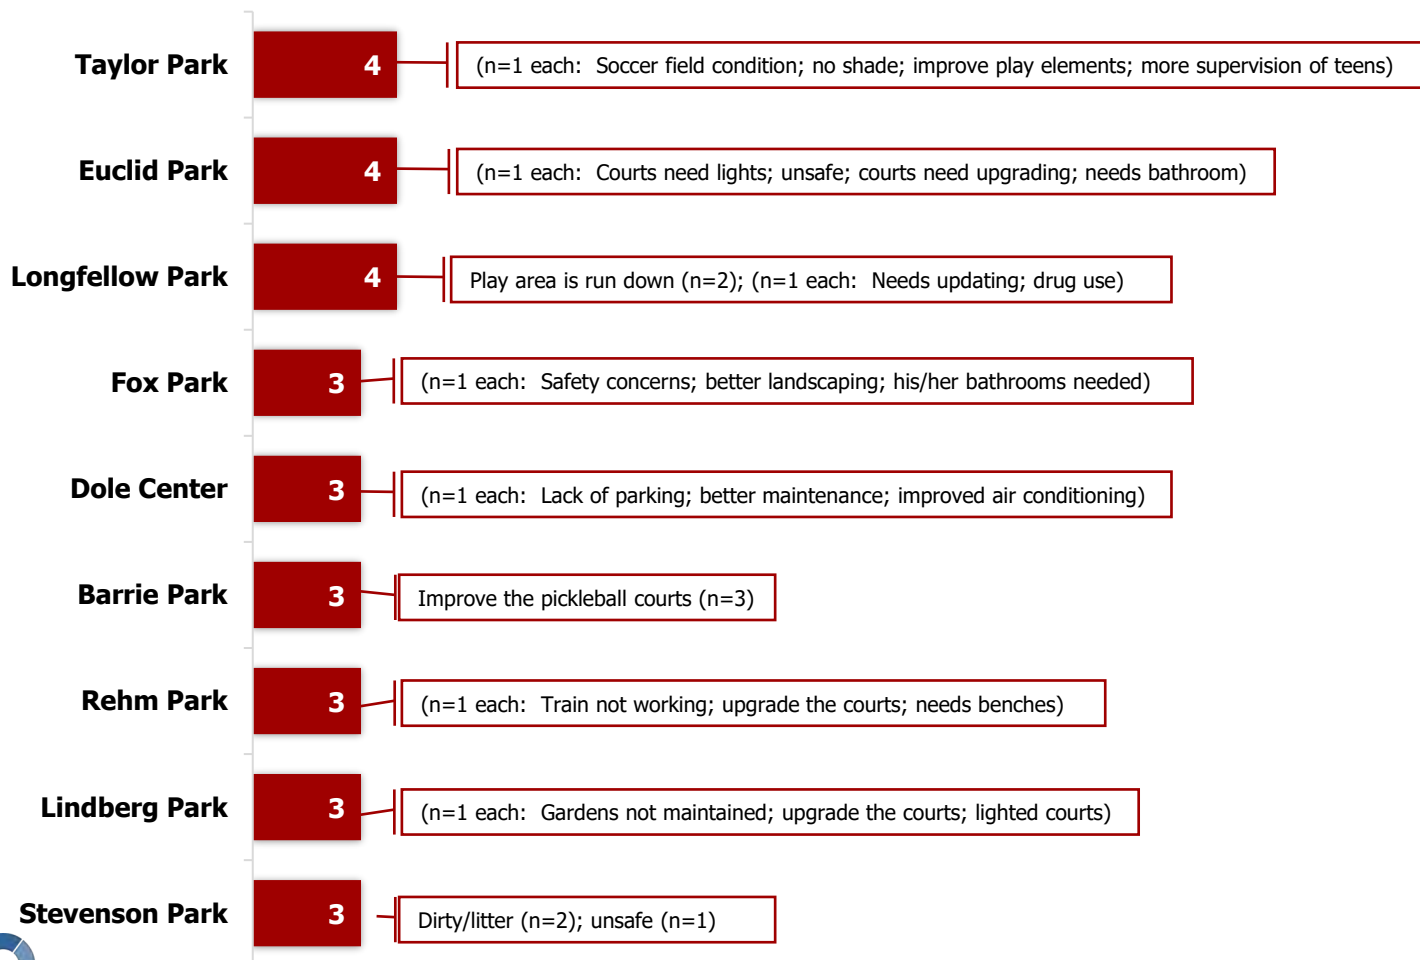 Taylor Park 4 (n=1 each: Soccer field condition; no shade; improve play elements; more supervision of teens)
Euclid Park 4 (n=1 each: Courts need lights; unsafe; courts need upgrading; needs bathroom)
Longfellow Park 4 Play area is run down (n=2); (n=1 each: Needs updating; drug use)
Fox Park 3 (n=1 each: Safety concerns; better landscaping; his/her bathrooms needed)
Dole Center 3 (n=1 each: Lack of parking; better maintenance; improved air conditioning)
Barrie Park 3 Improve the pickleball courts (n=3)
Rehm Park 3 (n=1 each: Train not working; upgrade the courts; needs benches)
Lindberg Park 3 (n=1 each: Gardens not maintained; upgrade the courts; lighted courts)
Stevenson Park 3 Dirty/litter (n=2); unsafe (n=1)